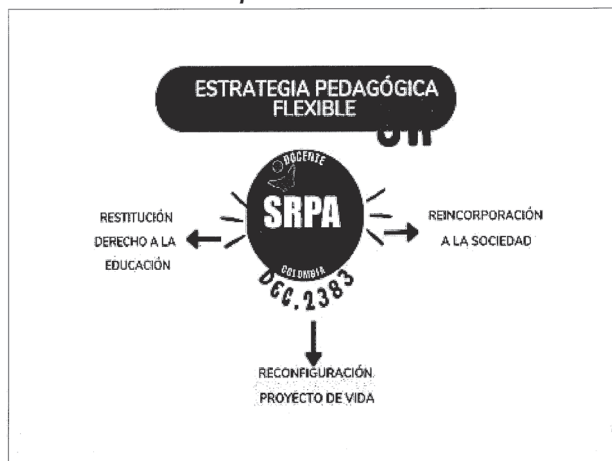 ESTRATEGIA PEDAGÓGICA
FLEXIBLE
DOCENTE
SRPA
COLOMBIA
DEC.2383
RESTITUCIÓN
DERECHO A LA
EDUCACIÓN
REINCORPORACIÓN
A LA SOCIEDAD
RECONFIGURACIÓN
PROYECTO DE VIDA